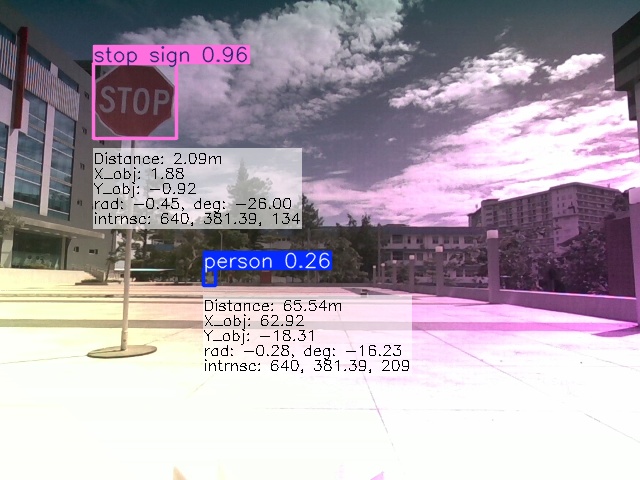 stop sign 0.96
STOP
Distance: 2.09m
X_obj: 1.88
Y_obj: -0.92
rad: -0.45, deg: -26.00
intrnsc: 640, 381.39, 134
person 0.26
Distance: 65.54m
X_obj: 62.92
Y_obj: -18.31
rad: -0.28, deg: -16.23
intrnsc: 640, 381.39, 209